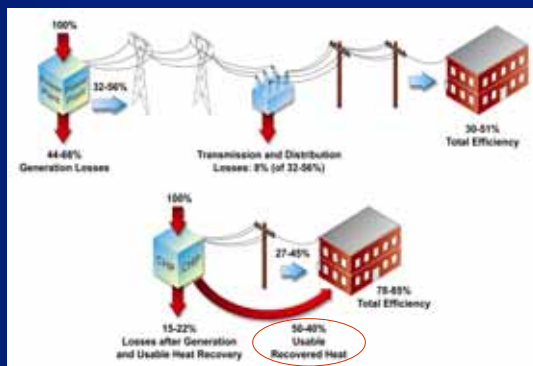 100%
32-56%
44-68%
Generation Losses
Transmission and Distribution
Losses: 8% (of 32-56%)
30-51%
Total Efficiency
100%
CHP
CHP
27-45%
78-85%
Total Efficiency
15-22%
Losses after Generation
and Usable Heat Recovery
50-40%
Usable
Recovered Heat